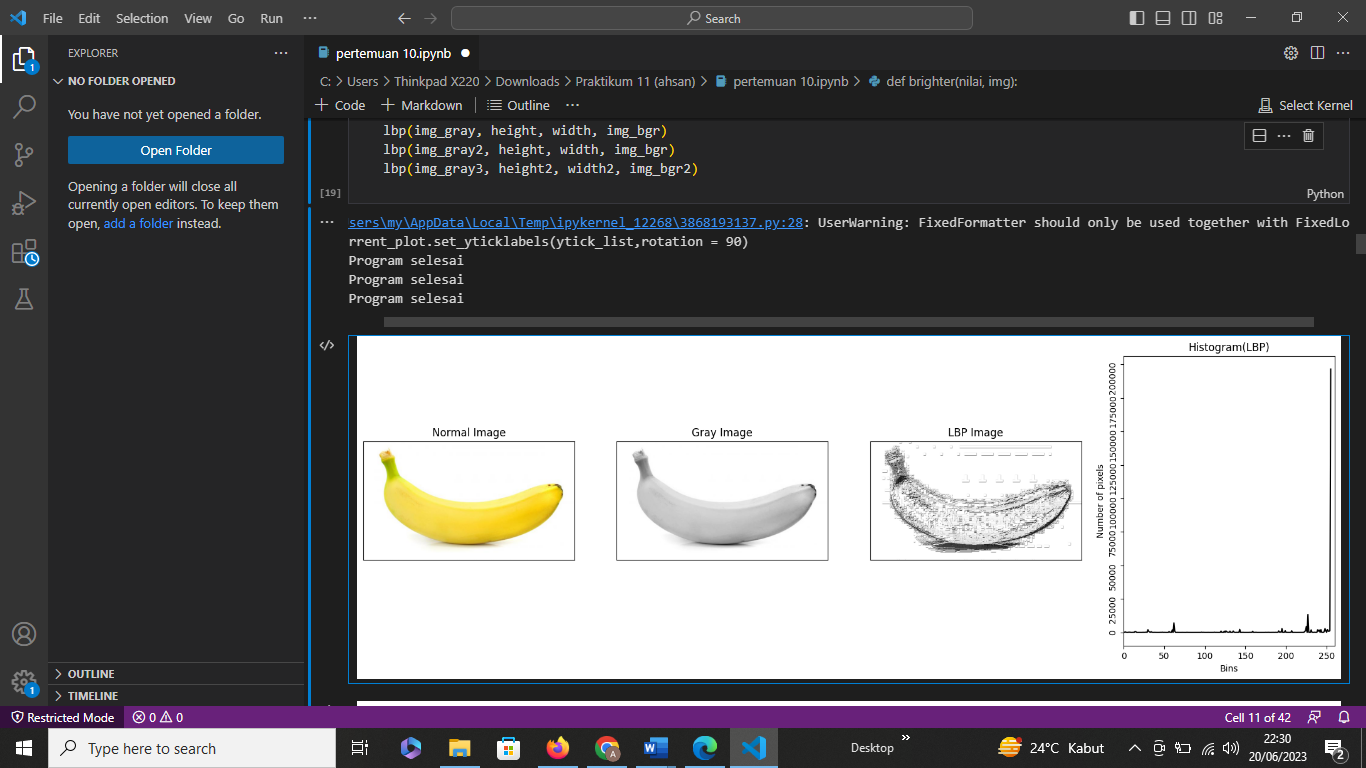 File Edit Selection View Go Run ···
Search
EXPLORER ···
NO FOLDER OPENED
You have not yet opened a folder.
Open Folder
Opening a folder will close all
currently open editors. To keep them
open, add a folder instead.
OUTLINE
TIMELINE
1
1
pertemuan 10.ipynb
C: > Users > Thinkpad X220 > Downloads > Praktikum 11 (ahsan) > pertemuan 10.ipynb > def brighter(nilai, img):
+ Code + Markdown Outline ··· Select Kernel
lbp(img_gray, height, width, img_bgr)
lbp(img_gray2, height, width, img_bgr)
lbp(img_gray3, height2, width2, img_bgr2)
[19]
Python
sers\my\AppData\Local\Temp\ipykernel_12268\3868193137.py:28: UserWarning: FixedFormatter should only be used together with FixedLo
rrent_plot.set_yticklabels(ytick_list,rotation = 90)
Program selesai
Program selesai
Program selesai
Normal Image
Gray Image
LBP Image
Histogram(LBP)
Number of pixels
200000
175000
150000
125000
100000
75000
50000
25000
0
0 50 100 150 200 250
Bins
Restricted Mode 0 0 Cell 11 of 42
Type here to search
Desktop
24°C Kabut
22:30
20/06/2023
2